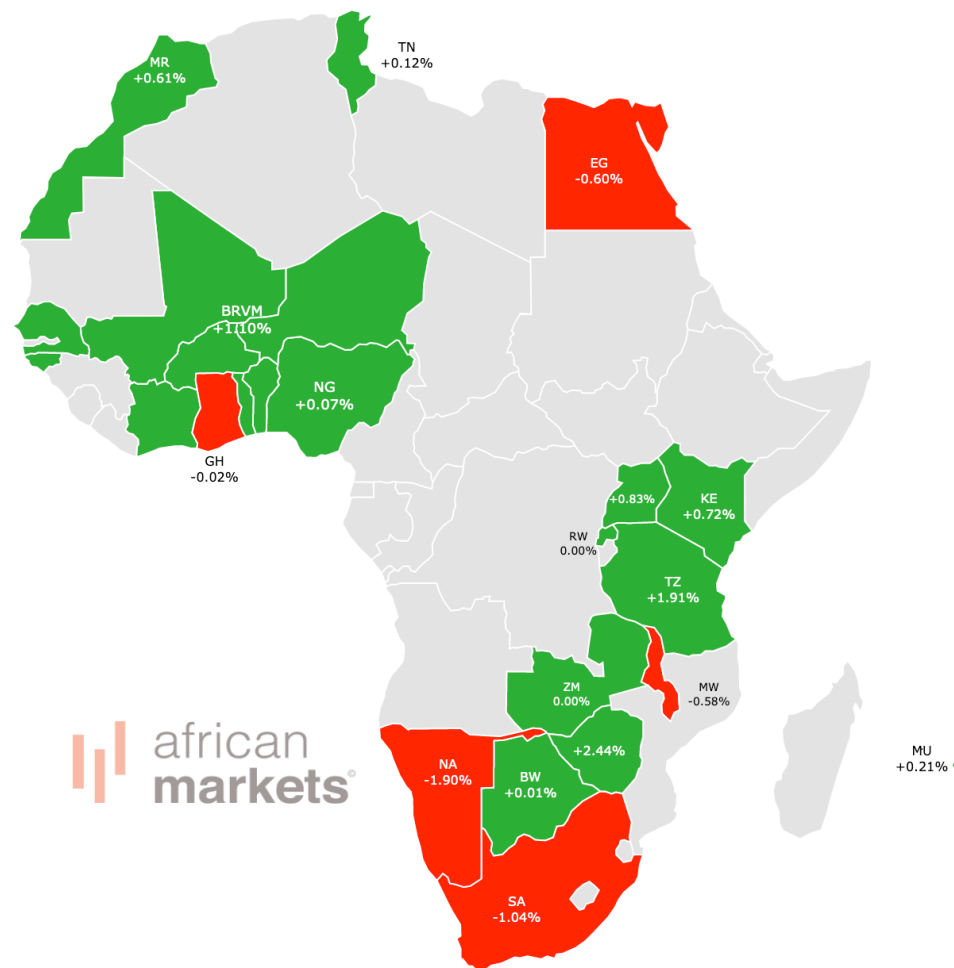 TN
+0.12%
MR
+0.61%
EG
-0.60%
BRVM
+1.10%
NG
+0.07%
GH
-0.02%
+0.83%
KE
+0.72%
RW
0.00%
TZ
+1.91%
ZM
0.00%
MW
-0.58%
NA
-1.90%
BW
+0.01%
+2.44%
MU
+0.21%
SA
-1.04%
african
markets